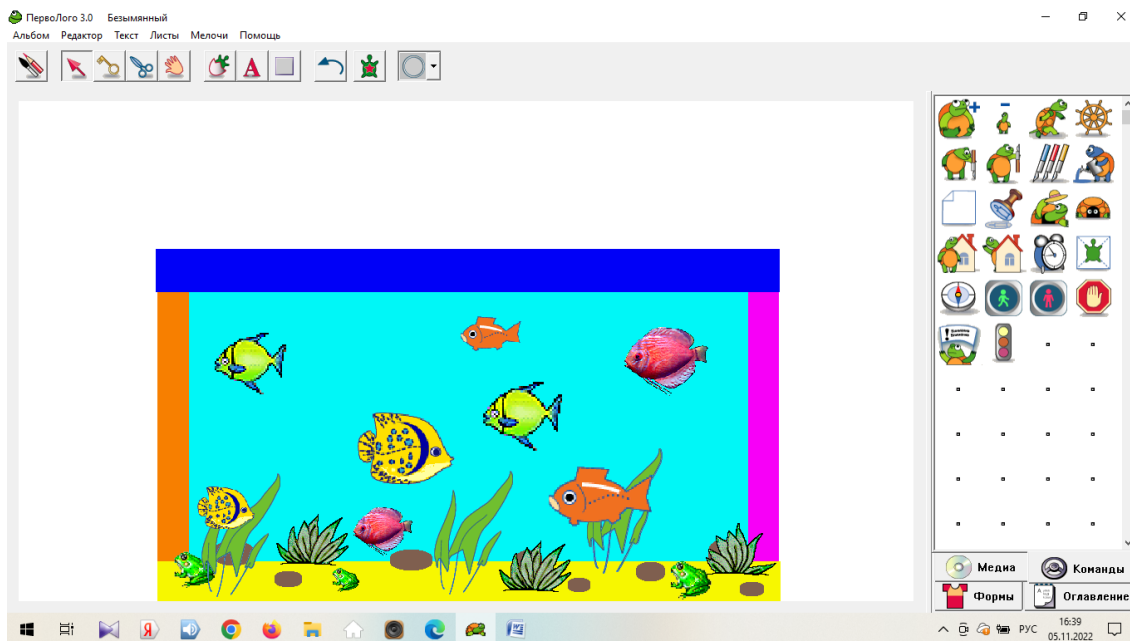 ПервоЛого 3.0 Безымянный
Альбом Редактор Текст Листы Мелочи Помощь
A
Медиа Команды
Формы Оглавление
Я W РУС 16:39
05.11.2022